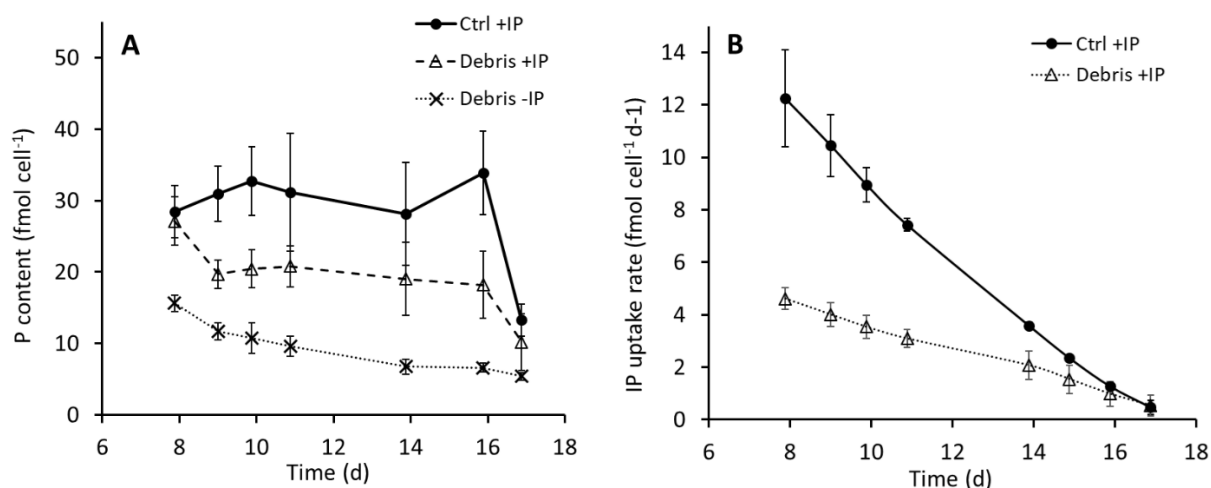 A
Ctrl +IP
Debris +IP
Debris -IP
P content (fmol cell⁻¹)
50
40
30
20
10
0
6 8 10 12 14 16 18
Time (d)
B
Ctrl +IP
Debris +IP
IP uptake rate (fmol cell⁻¹ d-1)
14
12
10
8
6
4
2
0
6 8 10 12 14 16 18
Time (d)